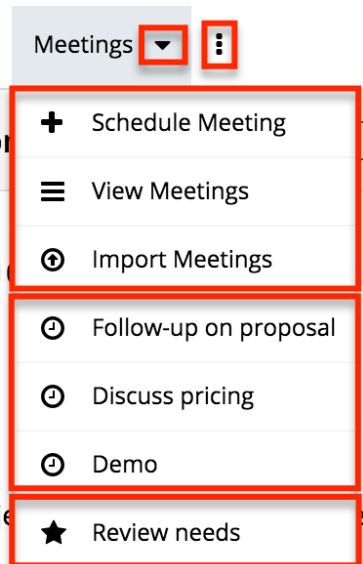 Meetings
Schedule Meeting
View Meetings
Import Meetings
Follow-up on proposal
Discuss pricing
Demo
Review needs